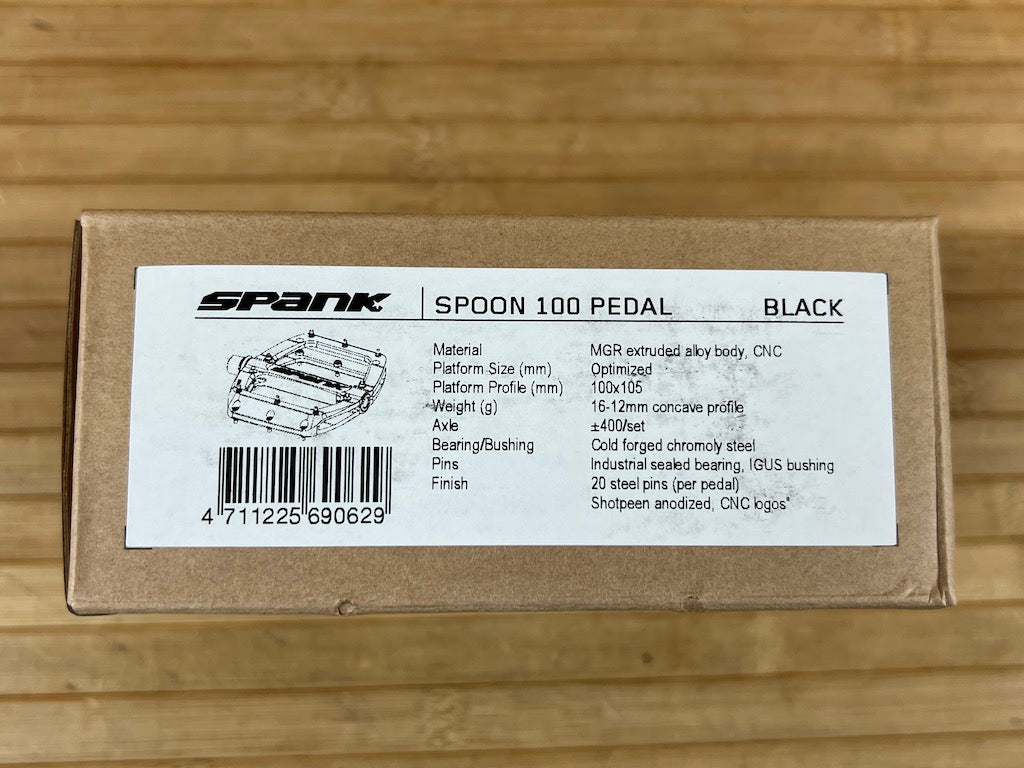 SPANK SPOON 100 PEDAL BLACK
Material MGR extruded alloy body, CNC
Platform Size (mm) Optimized
Platform Profile (mm) 100x105
Weight (g) 16-12mm concave profile
Axle ±400/set
Bearing/Bushing Cold forged chromoly steel
Pins Industrial sealed bearing, IGUS bushing
Finish 20 steel pins (per pedal)
Shotpeen anodized, CNC logos"
4 711225 690629